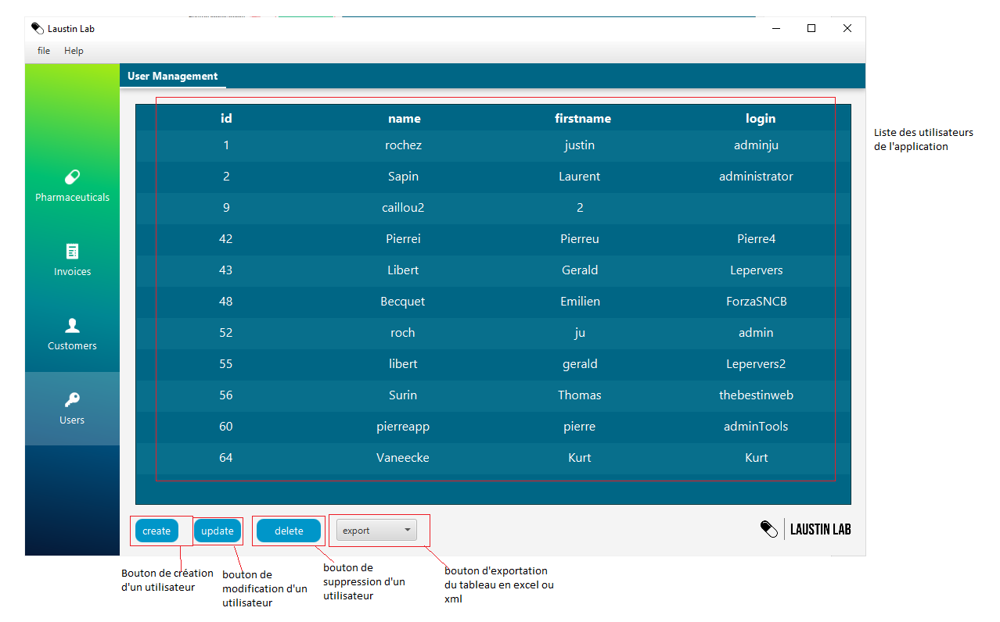 Laustin Lab
file Help
User Management
id name firstname login
1 rochez justin adminju
2 Sapin Laurent administrator
9 caillou2 2
42 Pierrei Pierreu Pierre4
43 Libert Gerald Lepervers
48 Becquet Emilien ForzaSNCB
52 roch ju admin
55 libert gerald Lepervers2
56 Surin Thomas thebestinweb
60 pierreapp pierre adminTools
64 Vaneecke Kurt Kurt
Pharmaceuticals
Invoices
Customers
Users
Liste des utilisateurs
de l'application
create update delete export
LAUSTIN LAB
Bouton de création
d'un utilisateur
bouton de
modification d'un
utilisateur
bouton de
suppression d'un
utilisateur
bouton d'exportation
du tableau en excel ou
xml